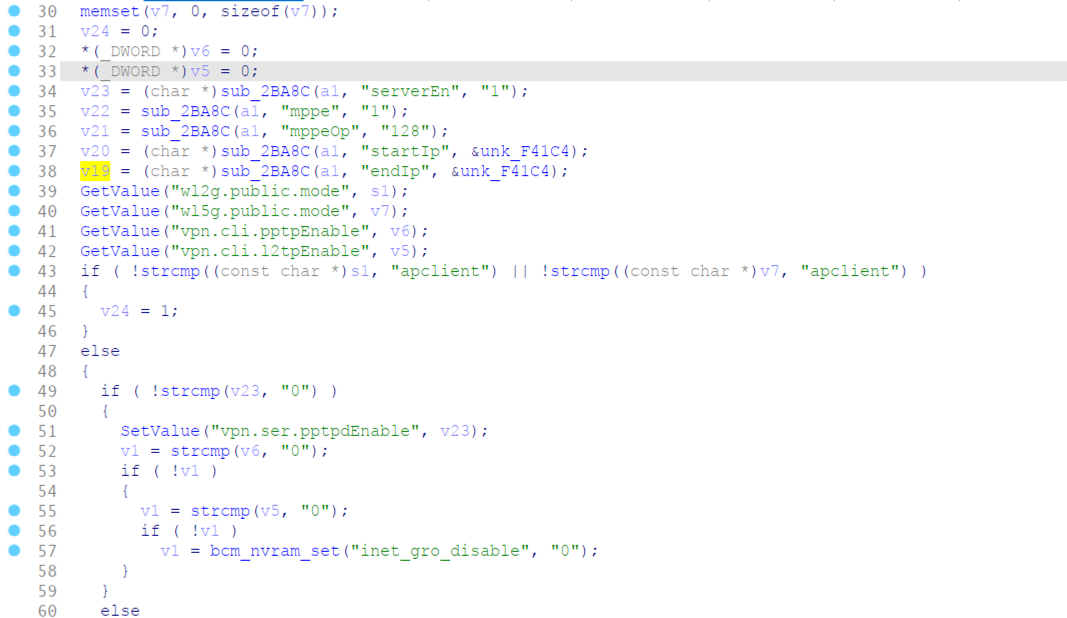 30 memset(v7, 0, sizeof(v7));
31 v24 = 0;
32 *(_DWORD *)v6 = 0;
33 *(_DWORD *)v5 = 0;
34 v23 = (char *)sub_2BA8C(a1, "serverEn", "1");
35 v22 = sub_2BA8C(a1, "mppe", "1");
36 v21 = sub_2BA8C(a1, "mppeOp", "128");
37 v20 = (char *)sub_2BA8C(a1, "startIp", &unk_F41C4);
38 v19 = (char *)sub_2BA8C(a1, "endIp", &unk_F41C4);
39 GetValue("wl2g.public.mode", s1);
40 GetValue("wl5g.public.mode", v7);
41 GetValue("vpn.cli.pptpEnable", v6);
42 GetValue("vpn.cli.l2tpEnable", v5);
43 if ( !strcmp((const char *)s1, "apclient") || !strcmp((const char *)v7, "apclient") )
44 {
45 v24 = 1;
46 }
47 else
48 {
49 if ( !strcmp(v23, "0") )
50 {
51 SetValue("vpn.ser.pptpdEnable", v23);
52 v1 = strcmp(v6, "0");
53 if ( !v1 )
54 {
55 v1 = strcmp(v5, "0");
56 if ( !v1 )
57 v1 = bcm_nvram_set("inet_gro_disable", "0");
58 }
59 }
60 else